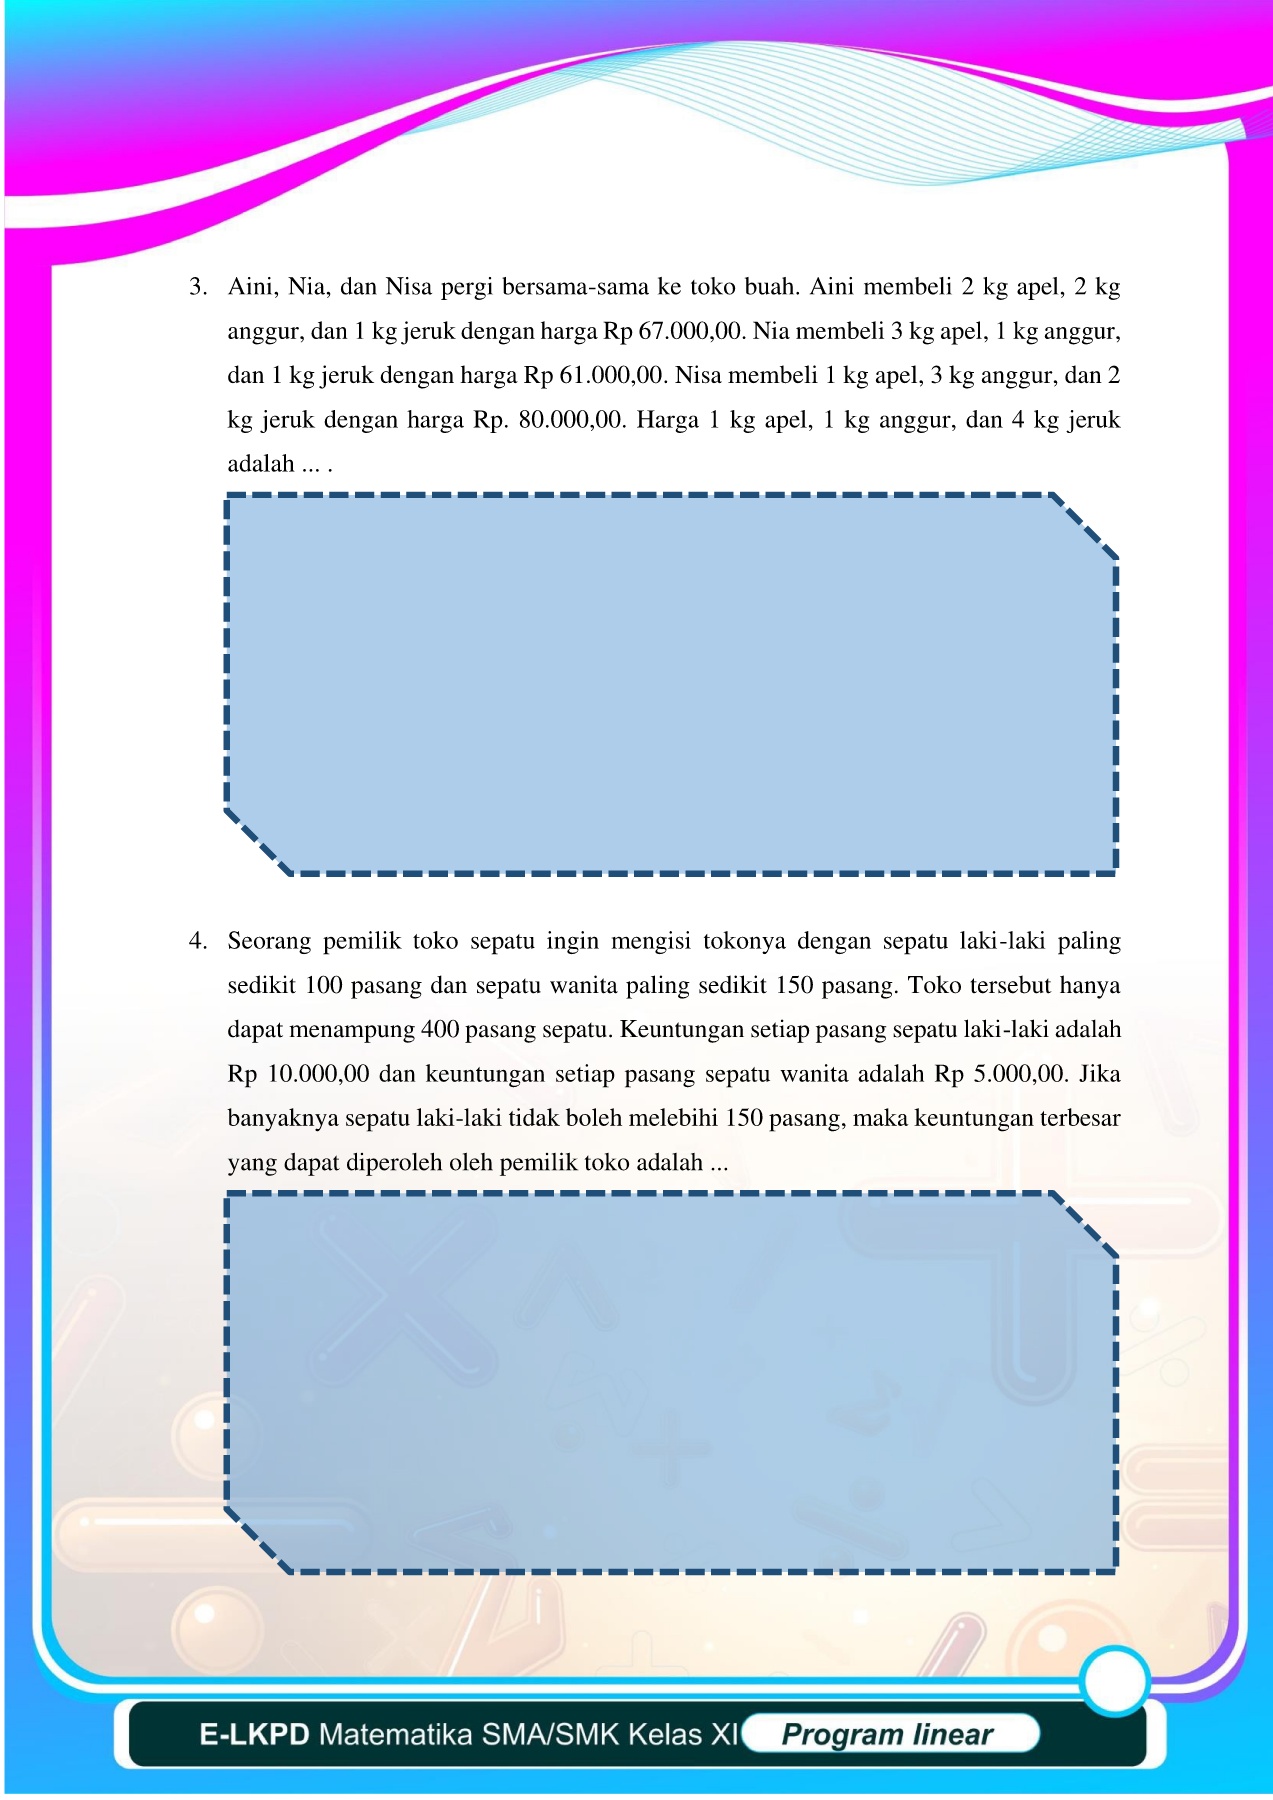 3. Aini, Nia, dan Nisa pergi bersama-sama ke toko buah. Aini membeli 2 kg apel, 2 kg
anggur, dan 1 kg jeruk dengan harga Rp 67.000,00. Nia membeli 3 kg apel, 1 kg anggur,
dan 1 kg jeruk dengan harga Rp 61.000,00. Nisa membeli 1 kg apel, 3 kg anggur, dan 2
kg jeruk dengan harga Rp. 80.000,00. Harga 1 kg apel, 1 kg anggur, dan 4 kg jeruk
adalah ... .
4. Seorang pemilik toko sepatu ingin mengisi tokonya dengan sepatu laki-laki paling
sedikit 100 pasang dan sepatu wanita paling sedikit 150 pasang. Toko tersebut hanya
dapat menampung 400 pasang sepatu. Keuntungan setiap pasang sepatu laki-laki adalah
Rp 10.000,00 dan keuntungan setiap pasang sepatu wanita adalah Rp 5.000,00. Jika
banyaknya sepatu laki-laki tidak boleh melebihi 150 pasang, maka keuntungan terbesar
yang dapat diperoleh oleh pemilik toko adalah ...
E-LKPD Matematika SMA/SMK Kelas XI Program linear